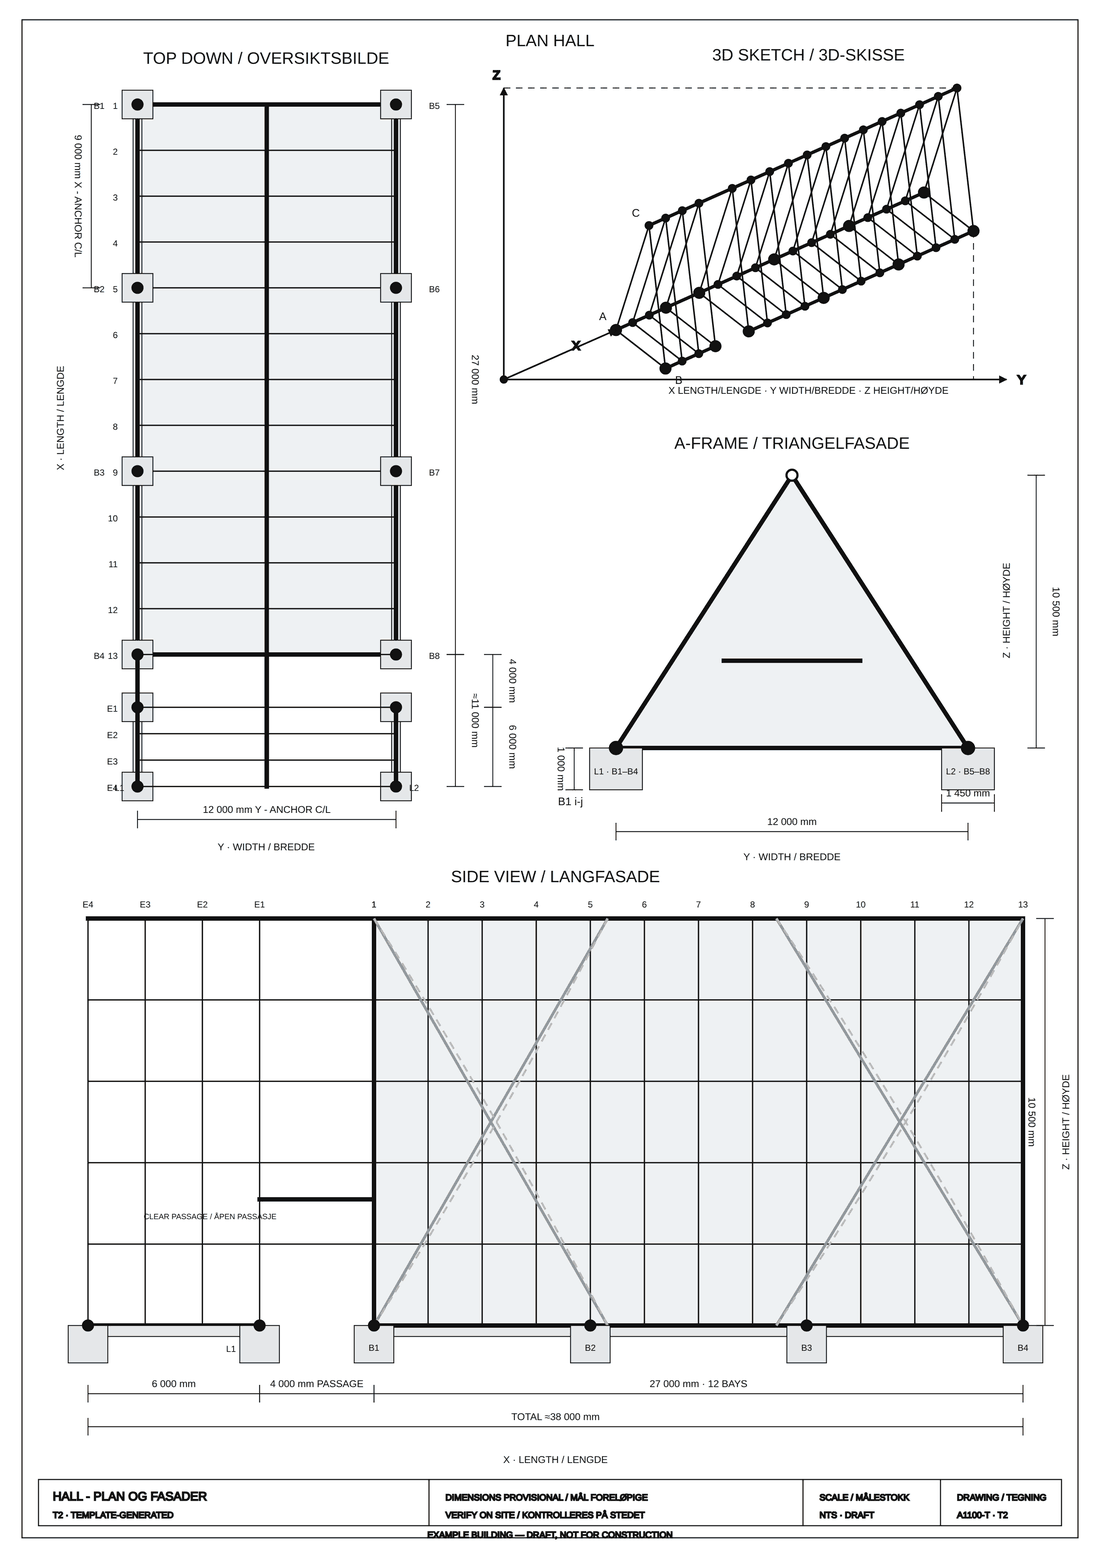 PLAN HALL
TOP DOWN / OVERSIKTSBILDE
B1 1
B5
2
3
4
B2 5
B6
6
7
8
B3 9
B7
10
11
12
B4 13
B8
E1
E2
E3
E4
L1
L2
9 000 mm X - ANCHOR C/L
X · LENGTH / LENGDE
27 000 mm
4 000 mm
≈11 000 mm
6 000 mm
12 000 mm Y - ANCHOR C/L
Y · WIDTH / BREDDE
3D SKETCH / 3D-SKISSE
Z
C
A
X
B
Y
X LENGTH/LENGDE · Y WIDTH/BREDDE · Z HEIGHT/HØYDE
A-FRAME / TRIANGELFASADE
Z · HEIGHT / HØYDE
10 500 mm
1 000 mm
L1 · B1–B4
L2 · B5–B8
B1 i-j
1 450 mm
12 000 mm
Y · WIDTH / BREDDE
SIDE VIEW / LANGFASADE
E4 E3 E2 E1 1 2 3 4 5 6 7 8 9 10 11 12 13
10 500 mm
Z · HEIGHT / HØYDE
CLEAR PASSAGE / ÅPEN PASSASJE
L1 B1 B2 B3 B4
6 000 mm 4 000 mm PASSAGE 27 000 mm · 12 BAYS
TOTAL ≈38 000 mm
X · LENGTH / LENGDE
HALL - PLAN OG FASADER
T2 · TEMPLATE-GENERATED
DIMENSIONS PROVISIONAL / MÅL FORELØPIGE
VERIFY ON SITE / KONTROLLERES PÅ STEDET
SCALE / MÅLESTOKK
NTS · DRAFT
DRAWING / TEGNING
A1100-T · T2
EXAMPLE BUILDING — DRAFT, NOT FOR CONSTRUCTION